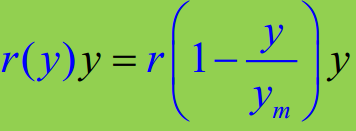 r(y)y = r(1 − y/y_m)y